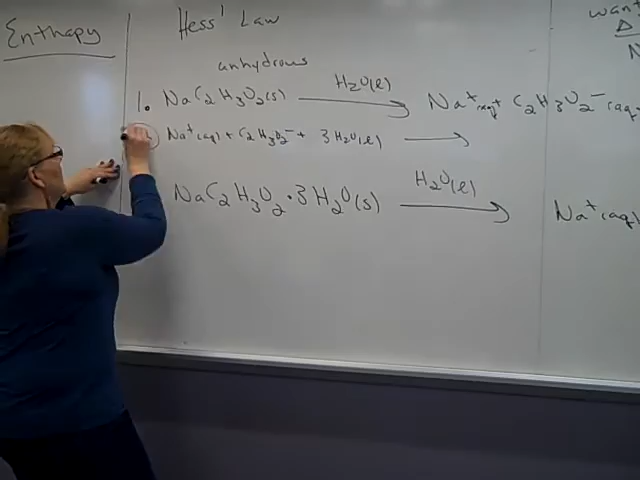 Enthapy
Hess' Law
want
Δ
N
anhydrous
1. NaC₂H₃O₂(s) —H₂O(l)→ Na⁺(aq) + C₂H₃O₂⁻(aq
Na⁺(aq) + C₂H₃O₂⁻ + 3H₂O(l) →
NaC₂H₃O₂·3H₂O(s) —H₂O(l)→ Na⁺(aq)